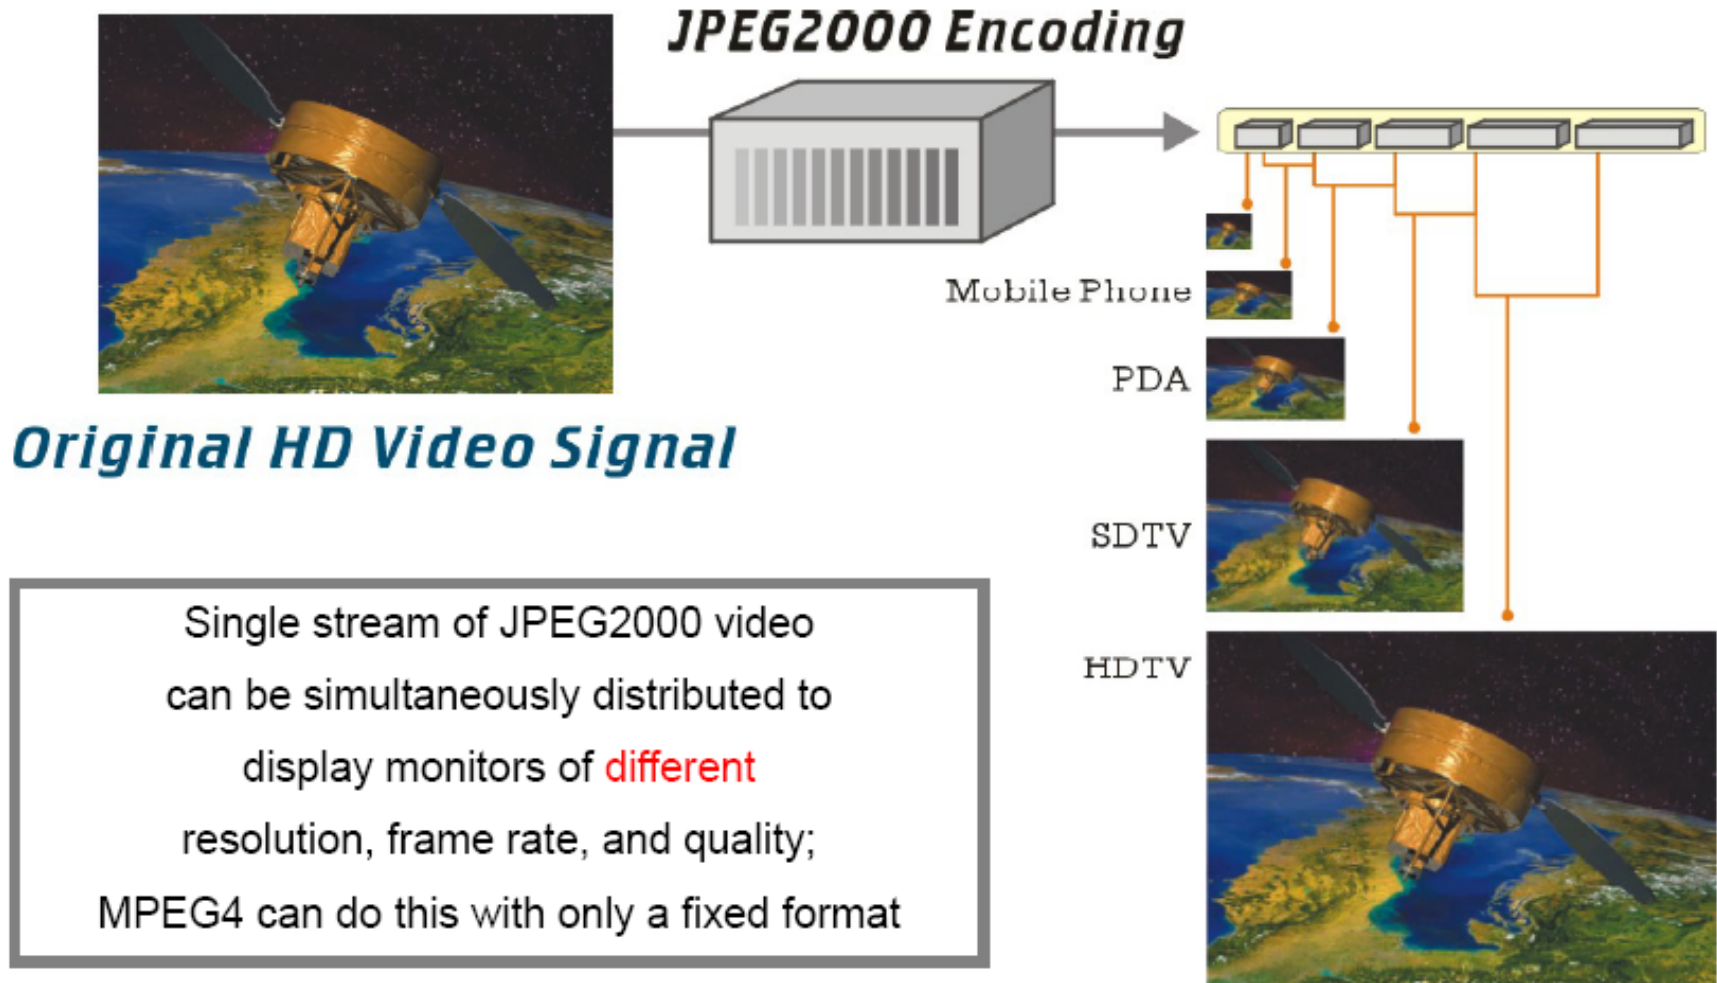 JPEG2000 Encoding
Original HD Video Signal
Mobile Phone
PDA
SDTV
HDTV
Single stream of JPEG2000 video
can be simultaneously distributed to
display monitors of different
resolution, frame rate, and quality;
MPEG4 can do this with only a fixed format